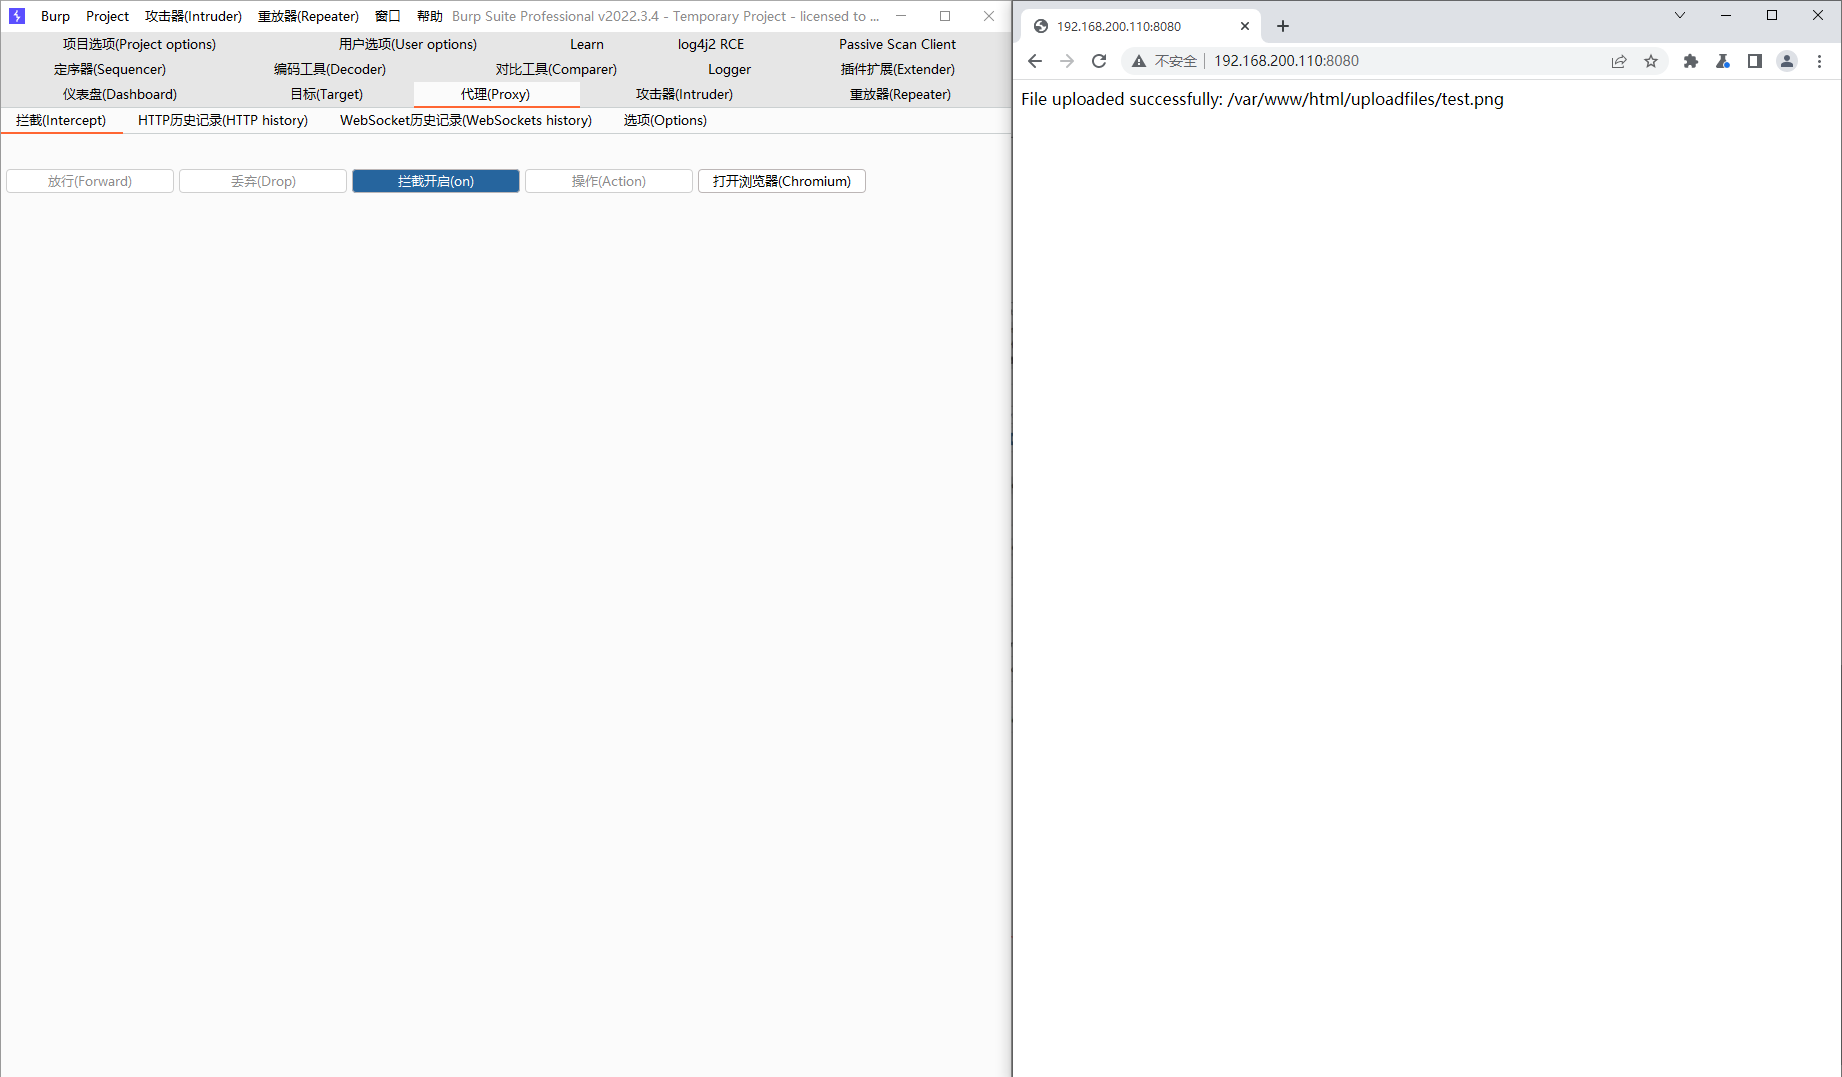 Burp Project 攻击器(Intruder) 重放器(Repeater) 窗口 帮助 Burp Suite Professional v2022.3.4 - Temporary Project - licensed to ...
项目选项(Project options) 用户选项(User options) Learn log4j2 RCE Passive Scan Client
定序器(Sequencer) 编码工具(Decoder) 对比工具(Comparer) Logger 插件扩展(Extender)
仪表盘(Dashboard) 目标(Target) 代理(Proxy) 攻击器(Intruder) 重放器(Repeater)
拦截(Intercept) HTTP历史记录(HTTP history) WebSocket历史记录(WebSockets history) 选项(Options)
放行(Forward) 丢弃(Drop) 拦截开启(on) 操作(Action) 打开浏览器(Chromium)
192.168.200.110:8080
不安全 192.168.200.110:8080
File uploaded successfully: /var/www/html/uploadfiles/test.png